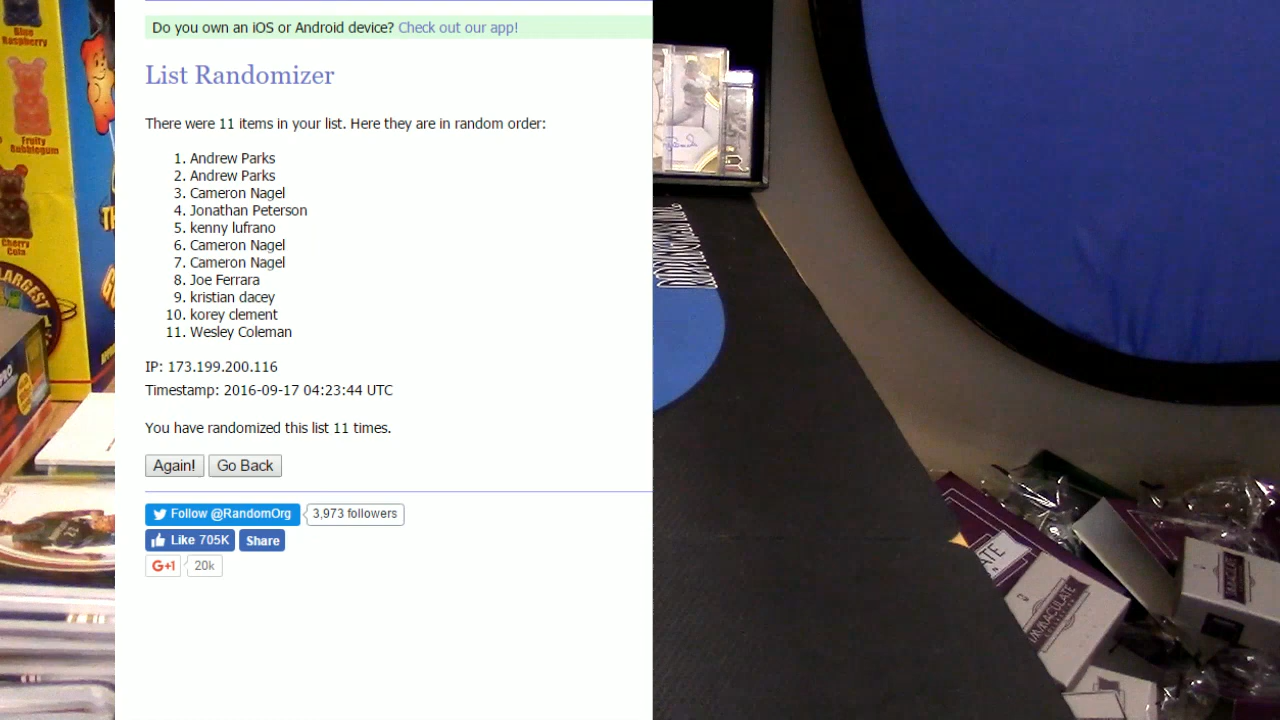 Blue
Raspberry
Fruity
Bubblegum
Cherry
Cola
LARGEST
Do you own an iOS or Android device? Check out our app!
List Randomizer
There were 11 items in your list. Here they are in random order:
1. Andrew Parks
2. Andrew Parks
3. Cameron Nagel
4. Jonathan Peterson
5. kenny lufrano
6. Cameron Nagel
7. Cameron Nagel
8. Joe Ferrara
9. kristian dacey
10. korey clement
11. Wesley Coleman
IP: 173.199.200.116
Timestamp: 2016-09-17 04:23:44 UTC
You have randomized this list 11 times.
Again! Go Back
Follow @RandomOrg 3,973 followers
Like 705K Share
G+1 20k
IMMACULATE
COLLECTION
IMMACULATE